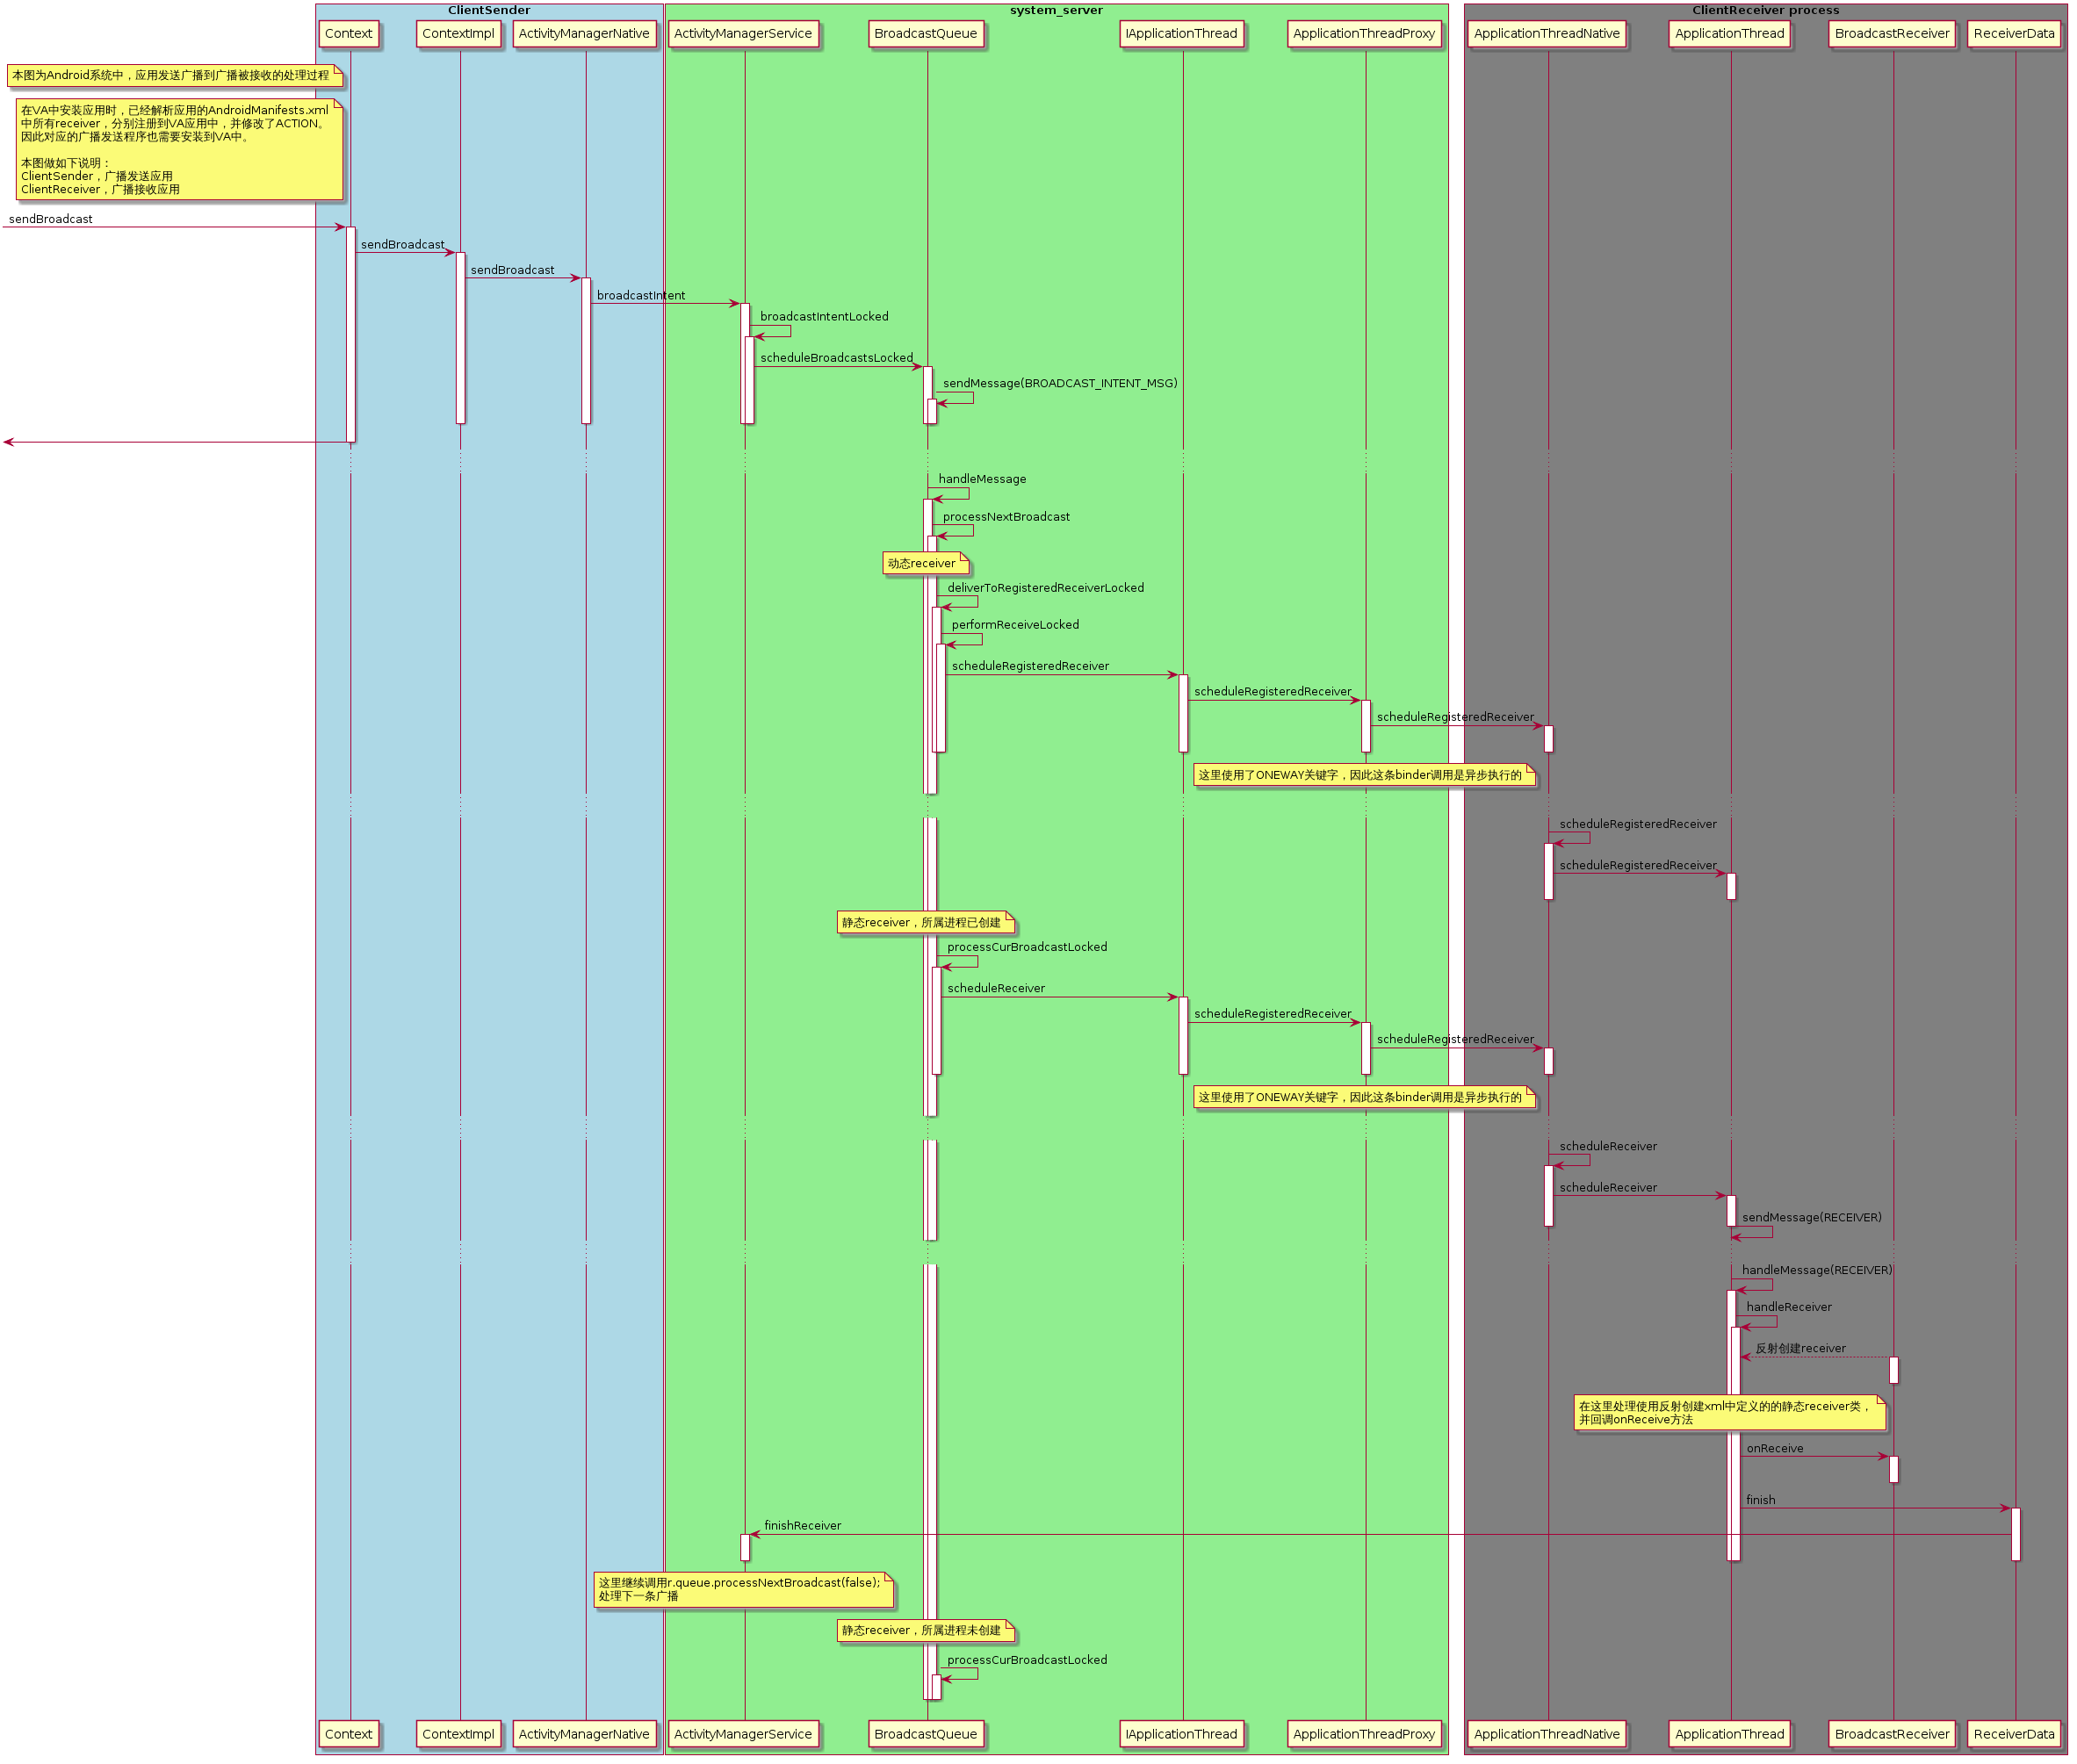 ClientSender
system_server
ClientReceiver process
Context
ContextImpl
ActivityManagerNative
ActivityManagerService
BroadcastQueue
IApplicationThread
ApplicationThreadProxy
ApplicationThreadNative
ApplicationThread
BroadcastReceiver
ReceiverData
本图为Android系统中，应用发送广播到广播被接收的处理过程
在VA中安装应用时，已经解析应用的AndroidManifests.xml
中所有receiver，分别注册到VA应用中，并修改了ACTION。
因此对应的广播发送程序也需要安装到VA中。
本图做如下说明：
ClientSender，广播发送应用
ClientReceiver，广播接收应用
sendBroadcast
sendBroadcast
sendBroadcast
broadcastIntent
broadcastIntentLocked
scheduleBroadcastsLocked
sendMessage(BROADCAST_INTENT_MSG)
handleMessage
processNextBroadcast
动态receiver
deliverToRegisteredReceiverLocked
performReceiveLocked
scheduleRegisteredReceiver
scheduleRegisteredReceiver
scheduleRegisteredReceiver
这里使用了ONEWAY关键字，因此这条binder调用是异步执行的
scheduleRegisteredReceiver
scheduleRegisteredReceiver
静态receiver，所属进程已创建
processCurBroadcastLocked
scheduleReceiver
scheduleRegisteredReceiver
scheduleRegisteredReceiver
这里使用了ONEWAY关键字，因此这条binder调用是异步执行的
scheduleReceiver
scheduleReceiver
sendMessage(RECEIVER)
handleMessage(RECEIVER)
handleReceiver
反射创建receiver
在这里处理使用反射创建xml中定义的的静态receiver类，
并回调onReceive方法
onReceive
finish
finishReceiver
这里继续调用r.queue.processNextBroadcast(false);
处理下一条广播
静态receiver，所属进程未创建
processCurBroadcastLocked
Context
ContextImpl
ActivityManagerNative
ActivityManagerService
BroadcastQueue
IApplicationThread
ApplicationThreadProxy
ApplicationThreadNative
ApplicationThread
BroadcastReceiver
ReceiverData